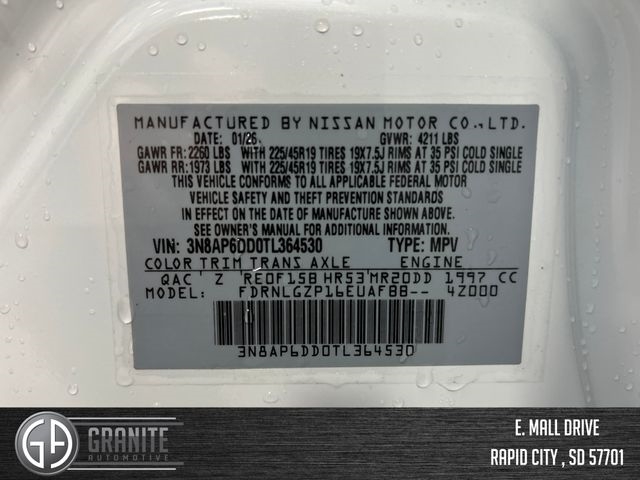 MANUFACTURED BY NISSAN MOTOR CO.,LTD.
DATE: 01/26 GVWR: 4211 LBS
GAWR FR: 2260 LBS WITH 225/45R19 TIRES 19X7.5J RIMS AT 35 PSI COLD SINGLE
GAWR RR: 1973 LBS WITH 225/45R19 TIRES 19X7.5J RIMS AT 35 PSI COLD SINGLE
THIS VEHICLE CONFORMS TO ALL APPLICABLE FEDERAL MOTOR
VEHICLE SAFETY AND THEFT PREVENTION STANDARDS
IN EFFECT ON THE DATE OF MANUFACTURE SHOWN ABOVE.
SEE OWNER'S MANUAL FOR ADDITIONAL INFORMATION.
VIN: 3N8AP6DD0TL364530 TYPE: MPV
COLOR TRIM TRANS AXLE ENGINE
QAC Z RE0F15B HR53 MR20DD 1997 CC
MODEL: FDRNLGZP16EUAFBB-- 4Z000
3N8AP6DD0TL364530
GA GRANITE
AUTOMOTIVE
E. MALL DRIVE
RAPID CITY , SD 57701